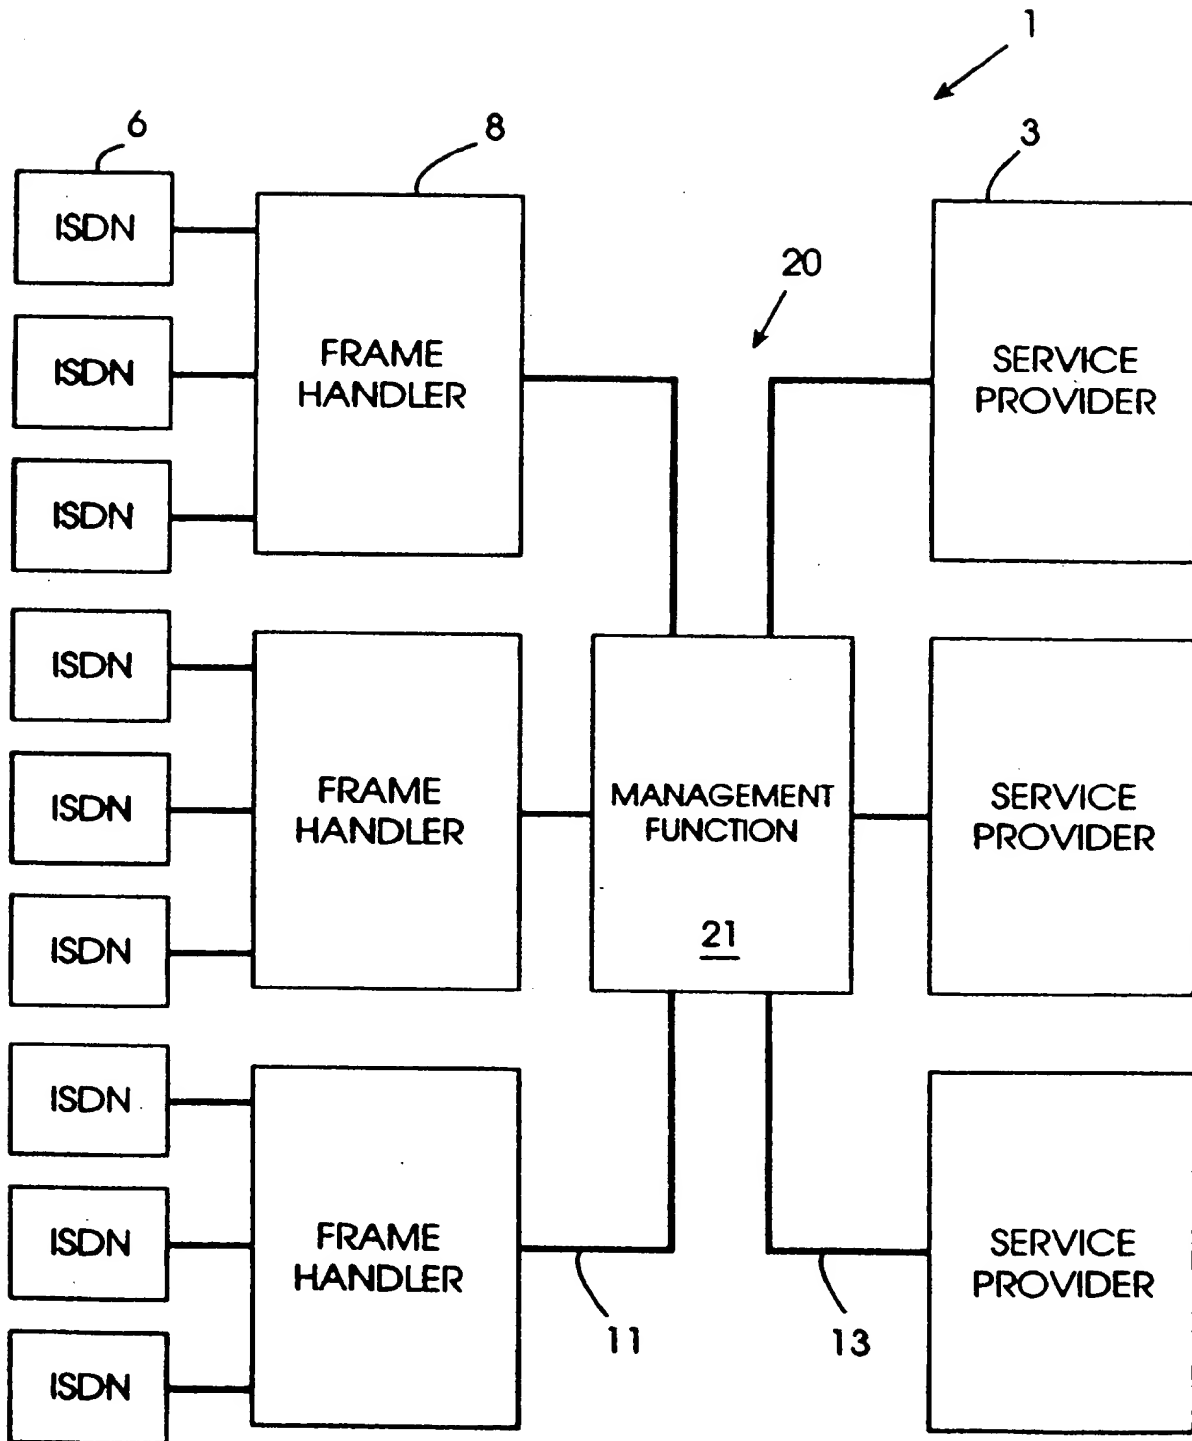 1
6
8
3
20
ISDN
ISDN
ISDN
FRAME
HANDLER
SERVICE
PROVIDER
ISDN
ISDN
ISDN
FRAME
HANDLER
MANAGEMENT
FUNCTION
21
SERVICE
PROVIDER
ISDN
ISDN
ISDN
FRAME
HANDLER
11
13
SERVICE
PROVIDER